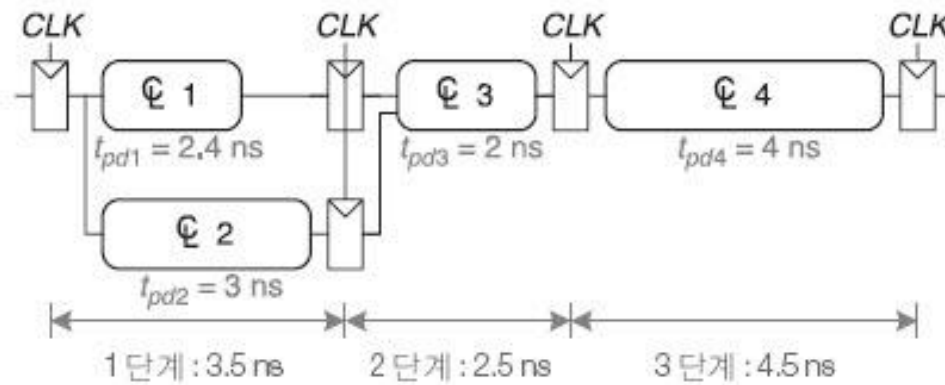 CLK CLK CLK CLK
CL 1 CL 3 CL 4
tpd1 = 2.4 ns tpd3 = 2 ns tpd4 = 4 ns
CL 2
tpd2 = 3 ns
1 단계 : 3.5 ns 2 단계 : 2.5 ns 3 단계 : 4.5 ns